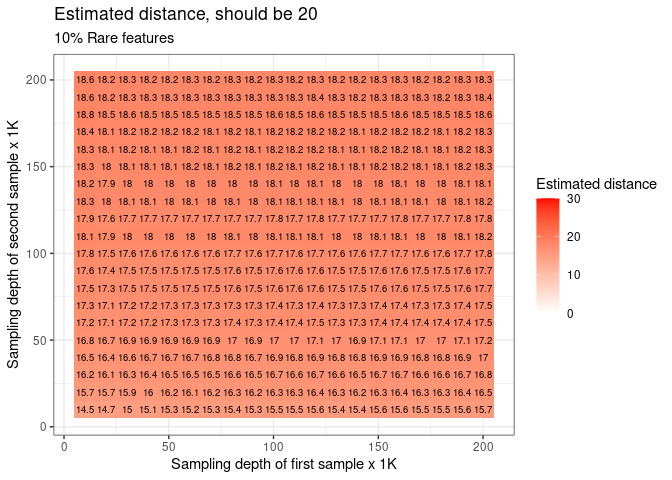 Estimated distance, should be 20
10% Rare features
Sampling depth of second sample x 1K
200
150
100
50
0
18.6 18.2 18.3 18.2 18.2 18.3 18.2 18.3 18.2 18.3 18.2 18.3 18.2 18.3 18.3 18.2 18.3 18.2 18.3 18.3
18.6 18.2 18.3 18.3 18.3 18.3 18.3 18.3 18.3 18.3 18.3 18.4 18.3 18.3 18.3 18.3 18.3 18.2 18.3 18.4
18.8 18.5 18.6 18.5 18.5 18.5 18.5 18.6 18.5 18.5 18.5 18.6 18.5 18.6 18.5 18.5 18.5 18.5 18.5 18.6
18.4 18.1 18.2 18.2 18.2 18.2 18.1 18.2 18.1 18.2 18.2 18.2 18.2 18.2 18.2 18.2 18.2 18.1 18.2 18.3
18.3 18.1 18.2 18.1 18.1 18.2 18.1 18.2 18.1 18.2 18.1 18.2 18.1 18.2 18.2 18.1 18.2 18.1 18.2 18.3
18.3 18 18.1 18.1 18.1 18.2 18.1 18.2 18.1 18.2 18.1 18.2 18.1 18.1 18.2 18.1 18.1 18.1 18.2 18.3
18.2 17.9 18 18 18 18 18 18 18 18.1 18.1 18.1 18 18 18.1 18 18.1 18 18.1 18.1
18.3 18 18.1 18.1 18 18.1 18.1 18.1 18 18.1 18.1 18.1 18.1 18.1 18.1 18.1 18.1 18 18.1 18.2
17.9 17.6 17.7 17.7 17.7 17.7 17.7 17.8 17.7 17.7 17.7 17.8 17.7 17.7 17.8 17.7 17.7 17.7 17.8 17.8
18.1 17.9 18 18 18 18 18 18.1 18 18.1 18.1 18.1 18 18.1 18.1 18 18.1 18 18.1 18.2
17.8 17.5 17.6 17.6 17.6 17.6 17.6 17.7 17.6 17.7 17.6 17.7 17.6 17.7 17.7 17.6 17.7 17.6 17.7 17.8
17.6 17.4 17.5 17.5 17.5 17.5 17.5 17.6 17.5 17.6 17.5 17.6 17.5 17.6 17.6 17.5 17.6 17.5 17.6 17.7
17.5 17.3 17.5 17.4 17.4 17.5 17.4 17.5 17.5 17.5 17.5 17.6 17.5 17.5 17.6 17.5 17.5 17.5 17.6 17.7
17.3 17.1 17.2 17.2 17.3 17.3 17.3 17.4 17.3 17.4 17.3 17.4 17.3 17.4 17.4 17.3 17.4 17.3 17.4 17.5
17.2 17.1 17.2 17.2 17.2 17.3 17.2 17.3 17.3 17.3 17.3 17.4 17.3 17.3 17.4 17.4 17.4 17.4 17.4 17.5
16.8 16.7 16.9 16.9 16.9 16.9 16.9 17 16.9 17 17 17.1 17 16.9 17.1 17.1 17 17 17.1 17.2
16.5 16.4 16.6 16.7 16.7 16.7 16.8 16.8 16.7 16.9 16.8 16.9 16.8 16.8 16.9 16.9 16.8 16.8 16.9 17
16.2 16.1 16.3 16.4 16.5 16.5 16.5 16.6 16.5 16.6 16.6 16.7 16.6 16.6 16.7 16.6 16.7 16.6 16.7 16.8
15.7 15.7 15.9 16 16.2 16.1 16.2 16.3 16.2 16.3 16.3 16.4 16.3 16.2 16.3 16.4 16.3 16.3 16.4 16.5
14.5 14.7 15 15.1 15.3 15.2 15.3 15.4 15.3 15.5 15.5 15.6 15.4 15.4 15.6 15.5 15.5 15.5 15.6 15.7
0 50 100 150 200
Sampling depth of first sample x 1K
Estimated distance
30
20
10
0